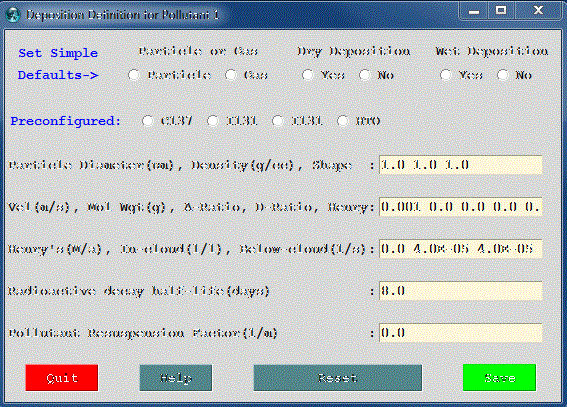 Deposition Definition for Pollutant 1
Set Simple Particle or Gas Dry Deposition Wet Deposition
Defaults-> Particle Gas Yes No Yes No
Preconfigured: C137 I131 I131 HTO
Particle Diameter(um), Density(g/cc), Shape : 1.0 1.0 1.0
Vel(m/s), Mol Wgt(g), A-Ratio, D-Ratio, Henry: 0.001 0.0 0.0 0.0 0.
Henry's(M/a), In-cloud(l/l), Below-cloud(1/s): 0.0 4.0E-05 4.0E-05
Radioactive decay half-life(days) : 8.0
Pollutant Resuspension Factor(1/m) : 0.0
Quit Help Reset Save